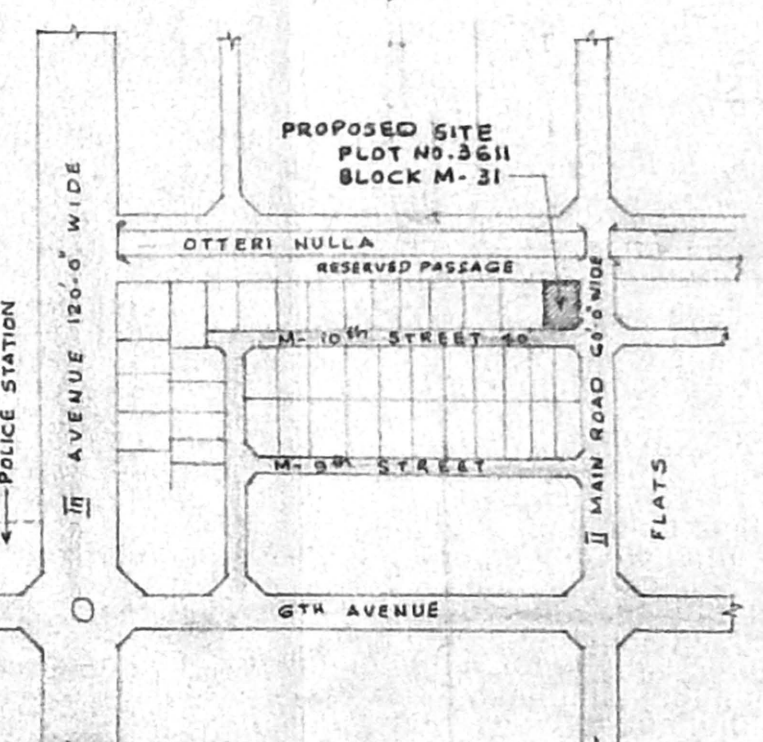 PROPOSED SITE
PLOT NO.3611
BLOCK M-31
OTTERI NULLA
RESERVED PASSAGE
M-10th STREET 40
M-9th STREET
6TH AVENUE
III AVENUE 120'-0" WIDE
POLICE STATION
II MAIN ROAD 60'0" WIDE
FLATS